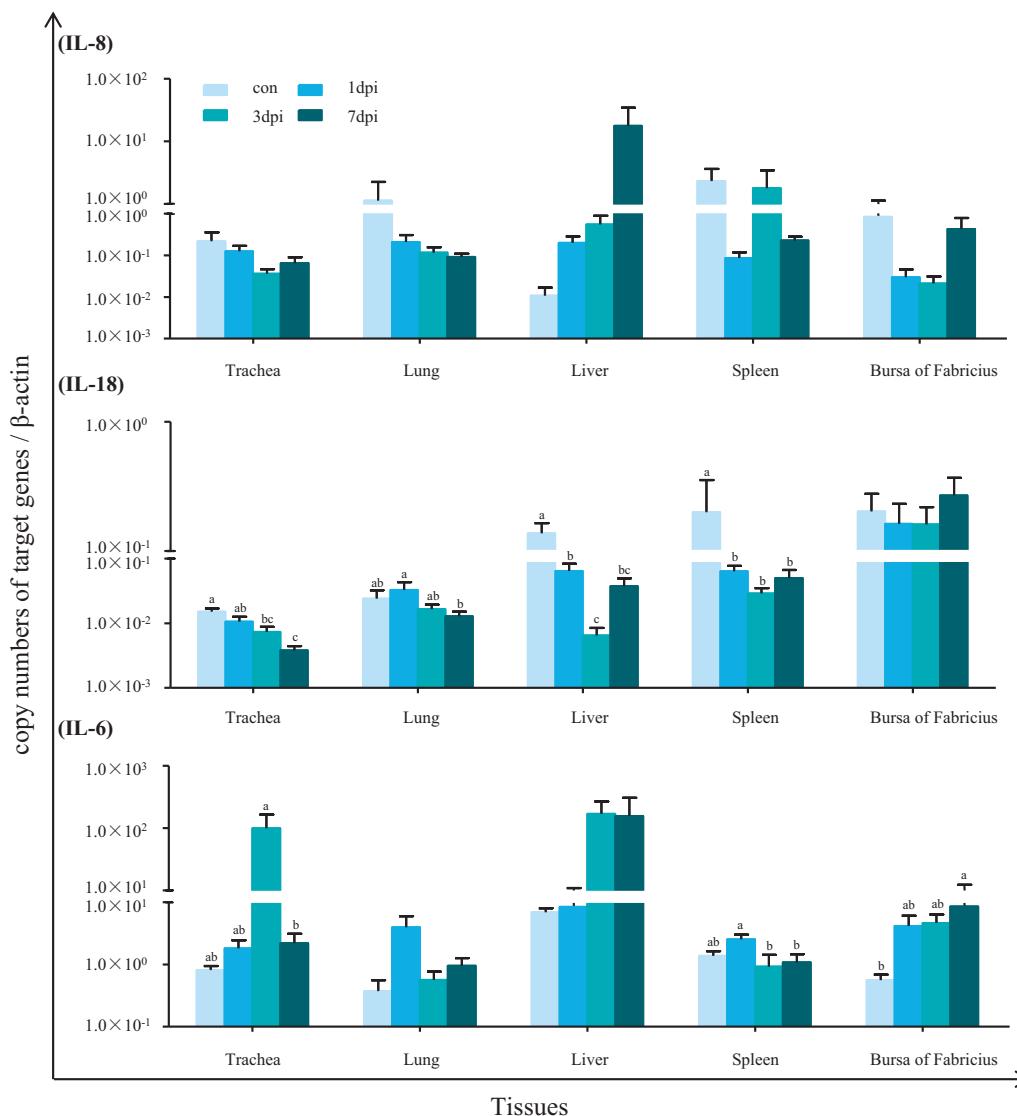 (IL-8)
1.0×10²
con 1dpi
3dpi 7dpi
1.0×10¹
1.0×10⁰
1.0×10⁰
1.0×10⁻¹
1.0×10⁻²
1.0×10⁻³
Trachea Lung Liver Spleen Bursa of Fabricius
(IL-18)
1.0×10⁰
a a
1.0×10⁻¹
1.0×10⁻¹
a ab bc c ab a ab b b c bc b b b
1.0×10⁻²
1.0×10⁻³
Trachea Lung Liver Spleen Bursa of Fabricius
(IL-6)
1.0×10³
a
1.0×10²
1.0×10¹
1.0×10¹
ab ab b ab a b b b ab ab a
1.0×10⁰
1.0×10⁻¹
Trachea Lung Liver Spleen Bursa of Fabricius
copy numbers of target genes / β-actin
Tissues